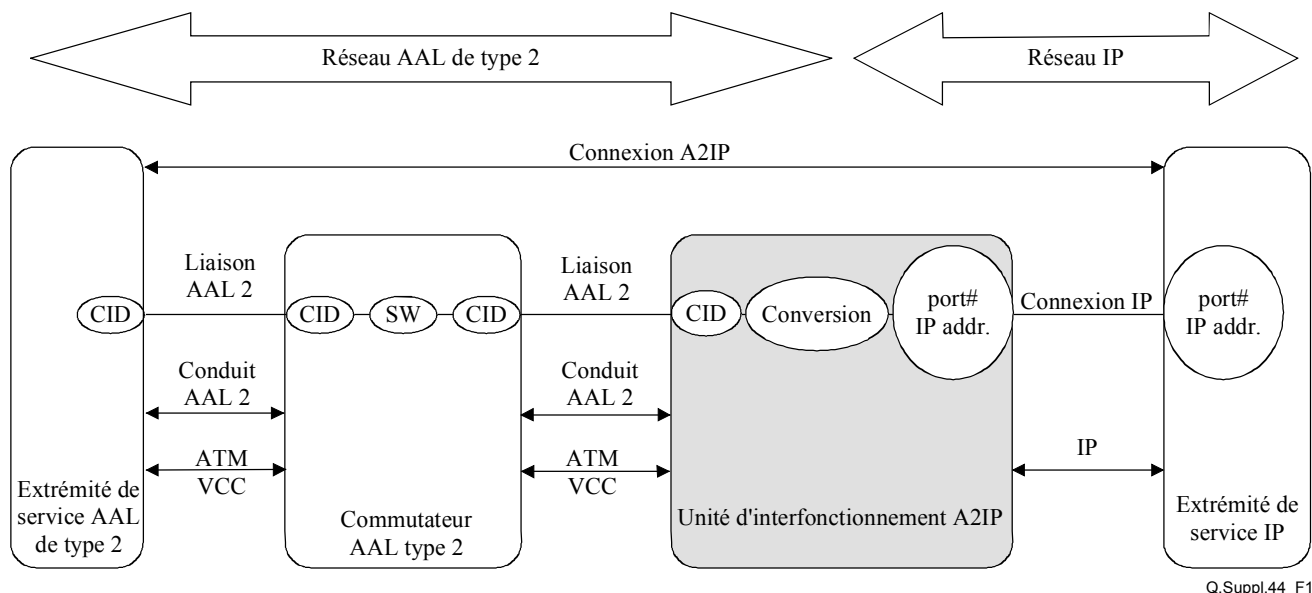 Réseau AAL de type 2
Réseau IP
Connexion A2IP
Liaison
AAL 2
Liaison
AAL 2
CID
CID
SW
CID
CID
Conversion
port#
IP addr.
Connexion IP
port#
IP addr.
Conduit
AAL 2
Conduit
AAL 2
ATM
VCC
ATM
VCC
IP
Extrémité de
service AAL
de type 2
Commutateur
AAL type 2
Unité d'interfonctionnement A2IP
Extrémité de
service IP
Q.Suppl.44_F1